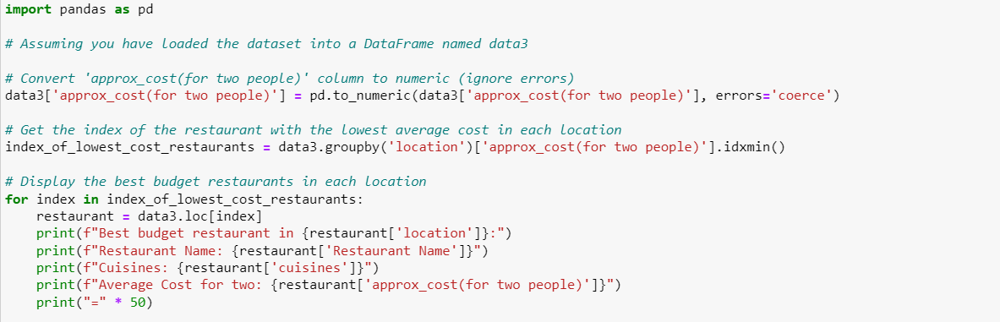 import pandas as pd
# Assuming you have loaded the dataset into a DataFrame named data3
# Convert 'approx_cost(for two people)' column to numeric (ignore errors)
data3['approx_cost(for two people)'] = pd.to_numeric(data3['approx_cost(for two people)'], errors='coerce')
# Get the index of the restaurant with the lowest average cost in each location
index_of_lowest_cost_restaurants = data3.groupby('location')['approx_cost(for two people)'].idxmin()
# Display the best budget restaurants in each location
for index in index_of_lowest_cost_restaurants:
    restaurant = data3.loc[index]
    print(f"Best budget restaurant in {restaurant['location']}:")
    print(f"Restaurant Name: {restaurant['Restaurant Name']}")
    print(f"Cuisines: {restaurant['cuisines']}")
    print(f"Average Cost for two: {restaurant['approx_cost(for two people)']}")
    print("=" * 50)